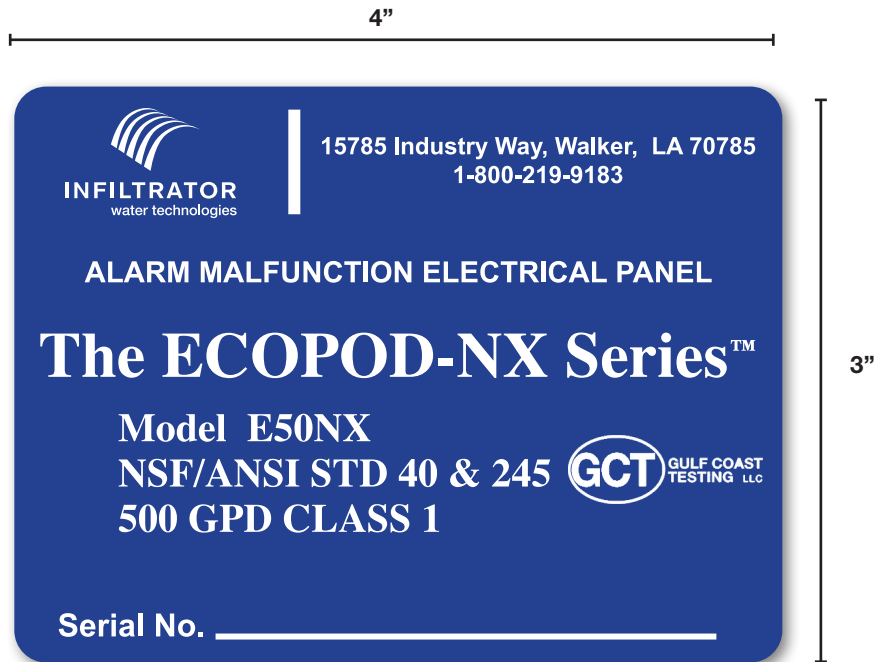 4”
INFILTRATOR
water technologies
15785 Industry Way, Walker, LA 70785
1-800-219-9183
ALARM MALFUNCTION ELECTRICAL PANEL
The ECOPOD-NX Series™
Model E50NX
NSF/ANSI STD 40 & 245
500 GPD CLASS 1
GCT
GULF COAST
TESTING LLC
3”
Serial No.